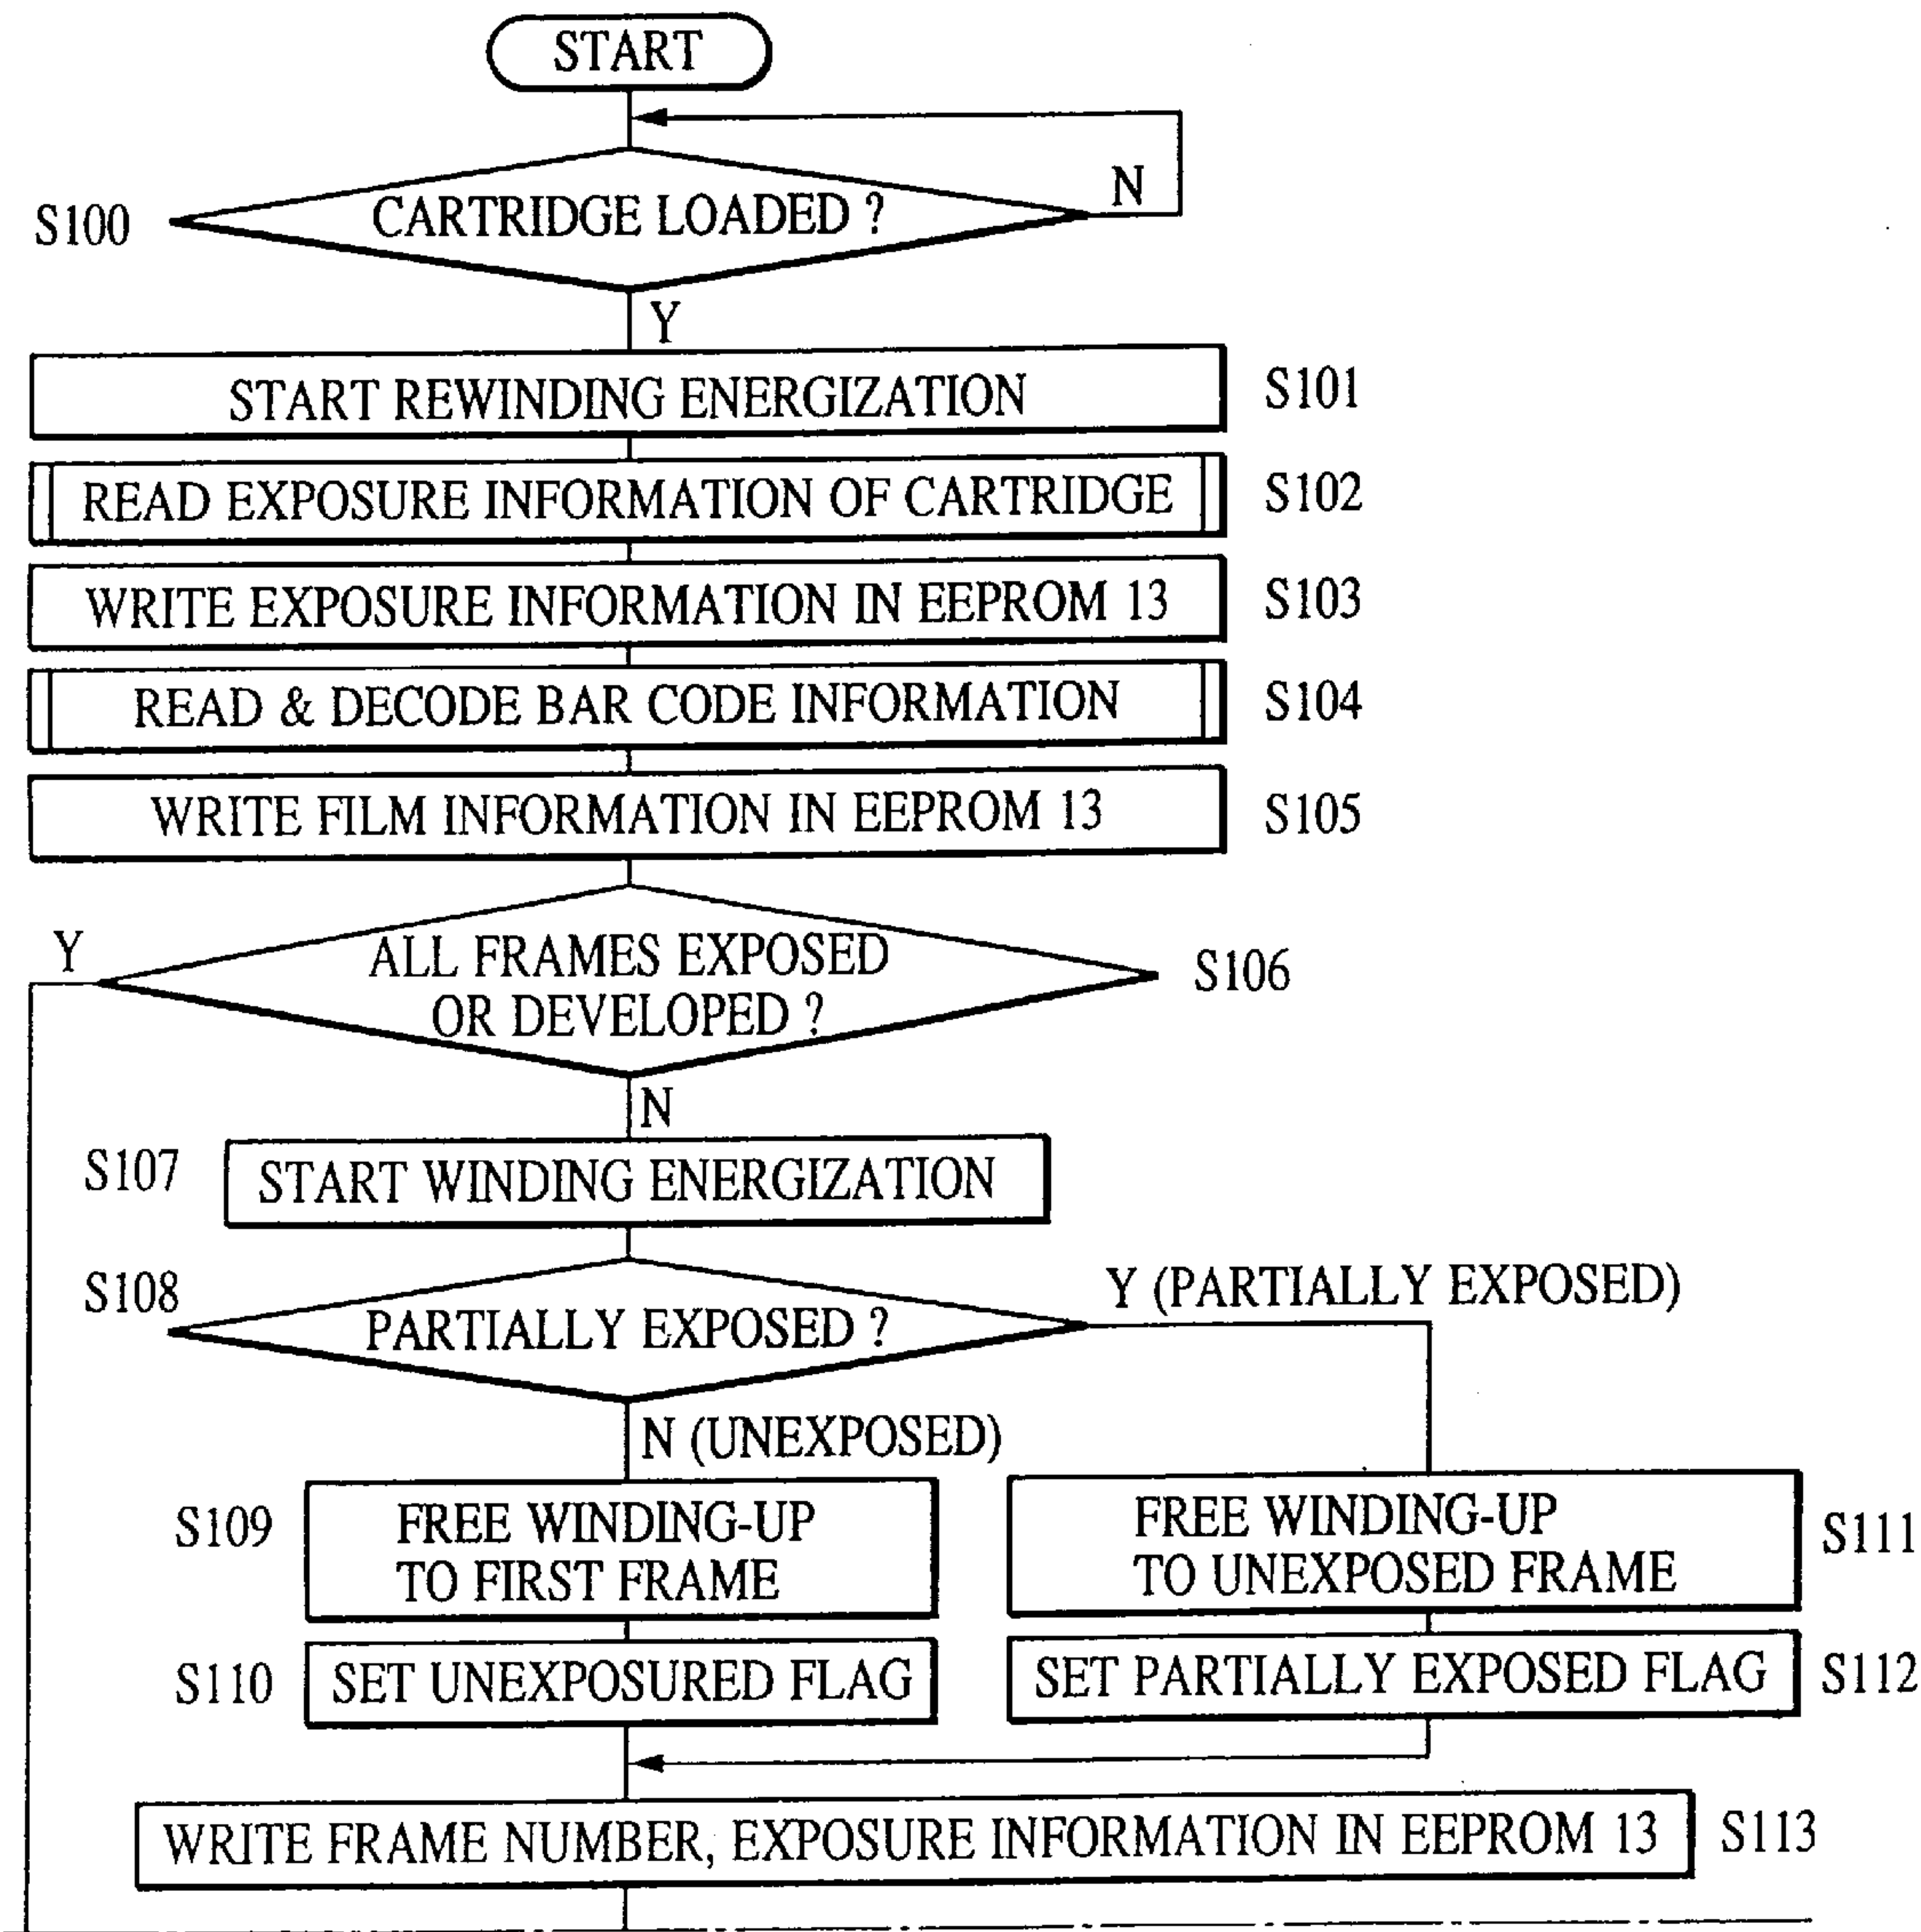 START
N
S100
CARTRIDGE LOADED ?
Y
START REWINDING ENERGIZATION
S101
READ EXPOSURE INFORMATION OF CARTRIDGE
S102
WRITE EXPOSURE INFORMATION IN EEPROM 13
S103
READ & DECODE BAR CODE INFORMATION
S104
WRITE FILM INFORMATION IN EEPROM 13
S105
Y
ALL FRAMES EXPOSED
OR DEVELOPED ?
S106
N
S107
START WINDING ENERGIZATION
S108
PARTIALLY EXPOSED ?
Y (PARTIALLY EXPOSED)
N (UNEXPOSED)
S109
FREE WINDING-UP
TO FIRST FRAME
FREE WINDING-UP
TO UNEXPOSED FRAME
S111
S110
SET UNEXPOSURED FLAG
SET PARTIALLY EXPOSED FLAG
S112
WRITE FRAME NUMBER, EXPOSURE INFORMATION IN EEPROM 13
S113